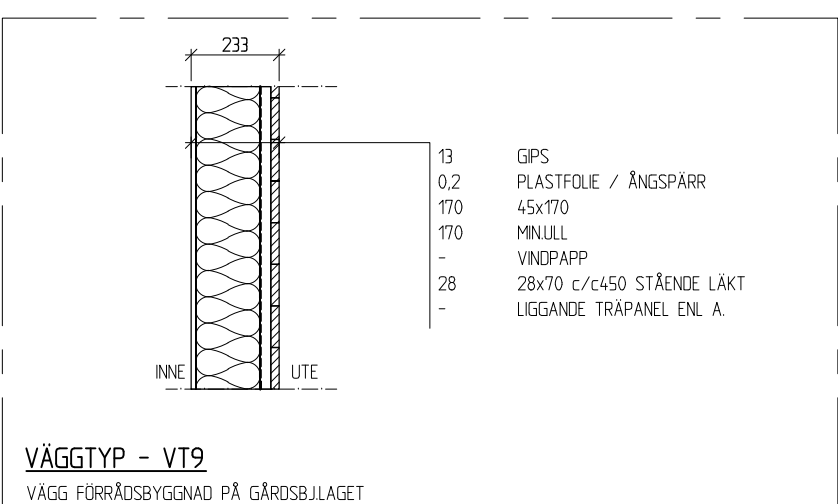 233
13 GIPS
0,2 PLASTFOLIE / ÅNGSPÄRR
170 45x170
170 MIN.ULL
- VINDPAPP
28 28x70 c/c450 STÅENDE LÄKT
- LIGGANDE TRÄPANEL ENL A.
INNE UTE
VÄGGTYP - VT9
VÄGG FÖRRÅDSBYGGNAD PÅ GÅRDSBJ.LAGET